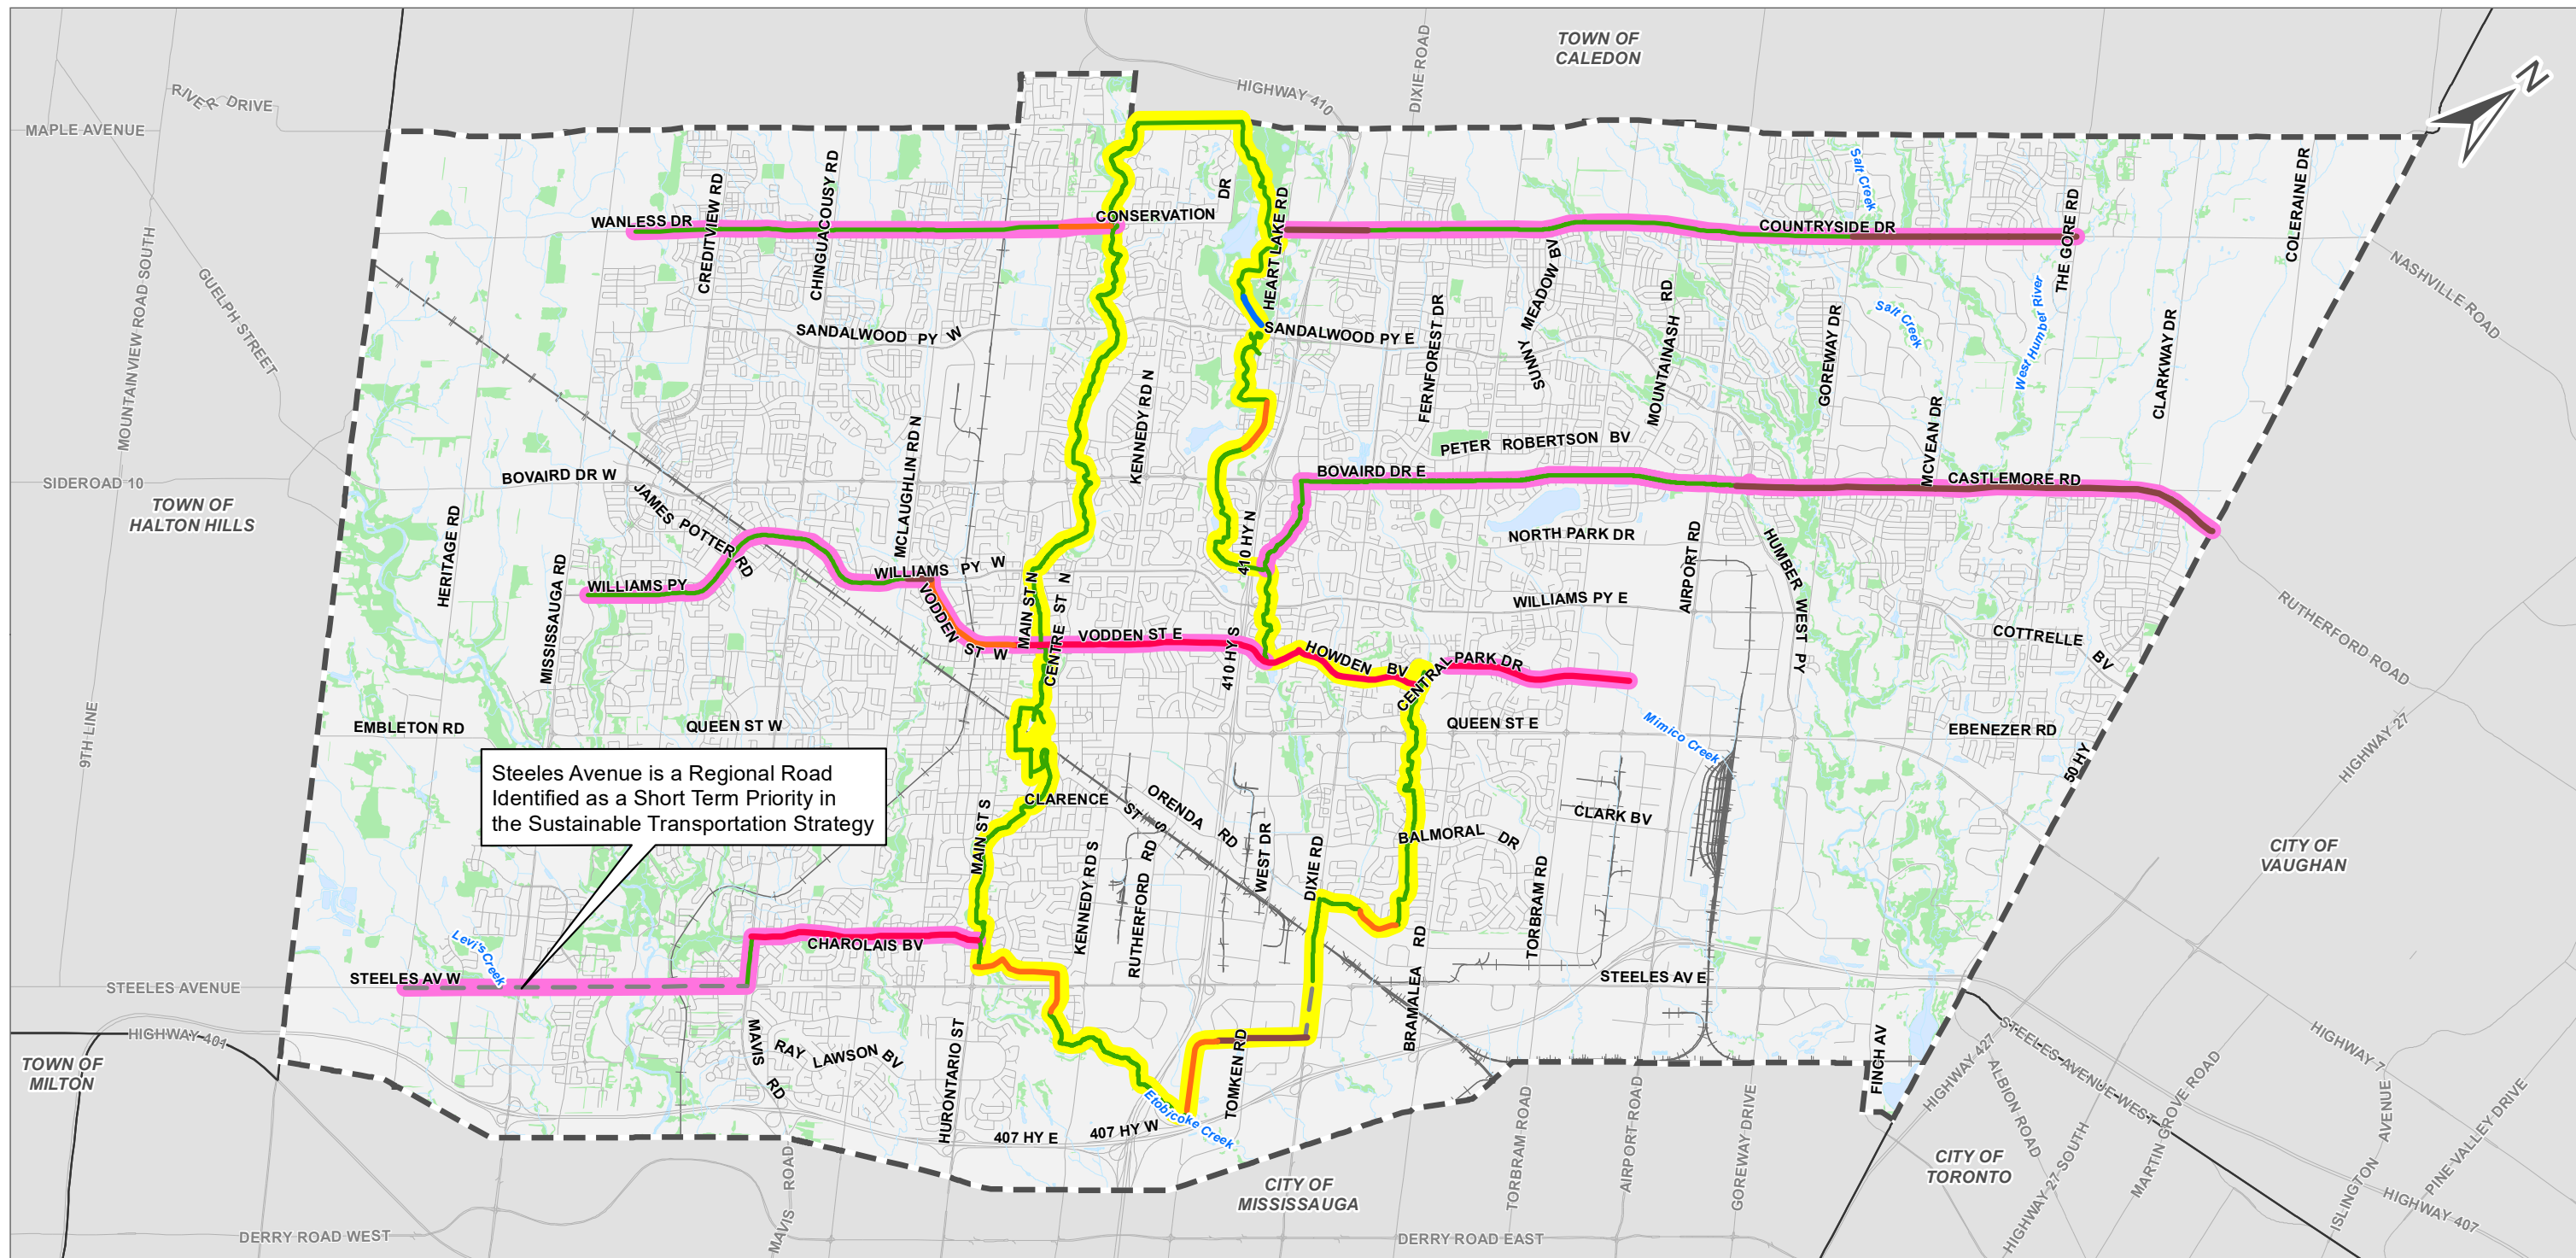 TOWN OF
CALEDON
N
RIVER DRIVE
MAPLE AVENUE
HIGHWAY 410
DIXIE ROAD
MOUNTAINVIEW ROAD SOUTH
GUELPH STREET
WANLESS DR
CREDITVIEW RD
CHINGUACOUSY RD
CONSERVATION
DR
HEART LAKE RD
COUNTRYSIDE DR
Salt Creek
THE GORE RD
COLERAINE DR
NASHVILLE ROAD
SANDALWOOD PY W
SANDALWOOD PY E
SUNNY MEADOW BV
MOUNTAINASH RD
GOREWAY DR
Salt Creek
West Humber River
CLARKWAY DR
FERNFOREST DR
KENNEDY RD N
MCVEAN DR
MCLAUGHLIN RD N
PETER ROBERTSON BV
BOVAIRD DR W
BOVAIRD DR E
CASTLEMORE RD
SIDEROAD 10
TOWN OF
HALTON HILLS
JAMES POTTER RD
HERITAGE RD
MISSISSAUGA RD
410 HY N
NORTH PARK DR
AIRPORT RD
HUMBER WEST PY
WILLIAMS PY
WILLIAMS PY W
WILLIAMS PY E
MAIN ST N
CENTRE ST N
VODDEN ST W
VODDEN ST E
410 HY S
HOWDEN BV
CENTRAL PARK DR
COTTRELLE BV
RUTHERFORD ROAD
9TH LINE
EMBLETON RD
QUEEN ST W
QUEEN ST E
Mimico Creek
EBENEZER RD
50 HY
HIGHWAY 27
Steeles Avenue is a Regional Road
Identified as a Short Term Priority in
the Sustainable Transportation Strategy
CLARENCE ST S
ORENDA RD
MAIN ST S
KENNEDY RD S
RUTHERFORD RD
WEST DR
DIXIE RD
BALMORAL DR
CLARK BV
TORBRAM RD
BRAMALEA RD
CITY OF
VAUGHAN
CHAROLAIS BV
Levi's Creek
STEELES AV W
STEELES AV E
STEELES AVENUE
HIGHWAY 401
TOWN OF
MILTON
MAVIS RD
RAY LAWSON BV
HURONTARIO ST
407 HY E
407 HY W
Etobicoke Creek
TOMKEN RD
FINCH AV
HIGHWAY 427
STEELES AVENUE WEST
HIGHWAY 7
ALBION ROAD
MARTIN GROVE ROAD
ISLINGTON AVENUE
PINE VALLEY DRIVE
HIGHWAY 27 SOUTH
HIGHWAY 407
CITY OF
TORONTO
CITY OF
MISSISSAUGA
TORBRAM ROAD
AIRPORT ROAD
GOREWAY DRIVE
MAVIS ROAD
DERRY ROAD WEST
DERRY ROAD EAST